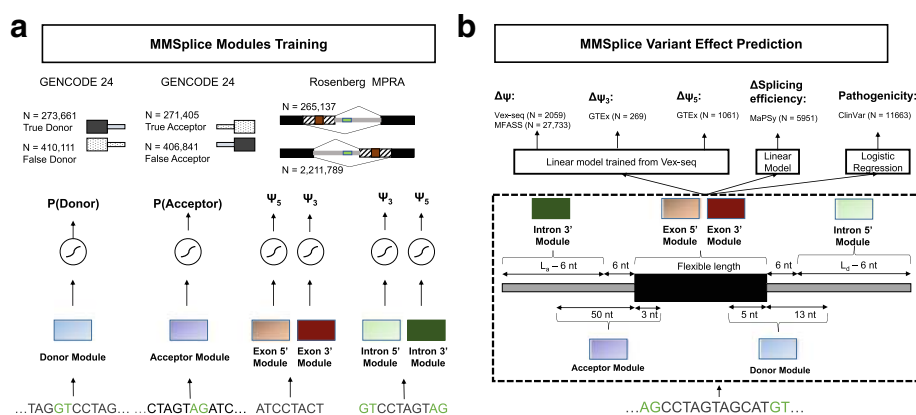 a
MMSplice Modules Training
GENCODE 24
GENCODE 24
Rosenberg MPRA
N = 273,661
True Donor
N = 410,111
False Donor
N = 271,405
True Acceptor
N = 406,841
False Acceptor
N = 265,137
N = 2,211,789
P(Donor)
P(Acceptor)
Ψ5
Ψ3
Ψ3
Ψ5
Donor Module
Acceptor Module
Exon 5' Module
Exon 3' Module
Intron 5' Module
Intron 3' Module
...TAGGTCCTAG...
...CTAGTAGATC...
ATCCTACT
GTCCTAGTAG
b
MMSplice Variant Effect Prediction
ΔΨ:
Vex-seq (N = 2059)
MFASS (N = 27,733)
ΔΨ3:
GTEx (N = 269)
ΔΨ5:
GTEx (N = 1061)
ΔSplicing efficiency:
MaPSy (N = 5951)
Pathogenicity:
ClinVar (N = 11663)
Linear model trained from Vex-seq
Linear Model
Logistic Regression
Intron 3' Module
Exon 5' Module
Exon 3' Module
Intron 5' Module
La – 6 nt
6 nt
Flexible length
6 nt
Ld – 6 nt
50 nt
3 nt
5 nt
13 nt
Acceptor Module
Donor Module
...AGCCTAGTAGCATGT...